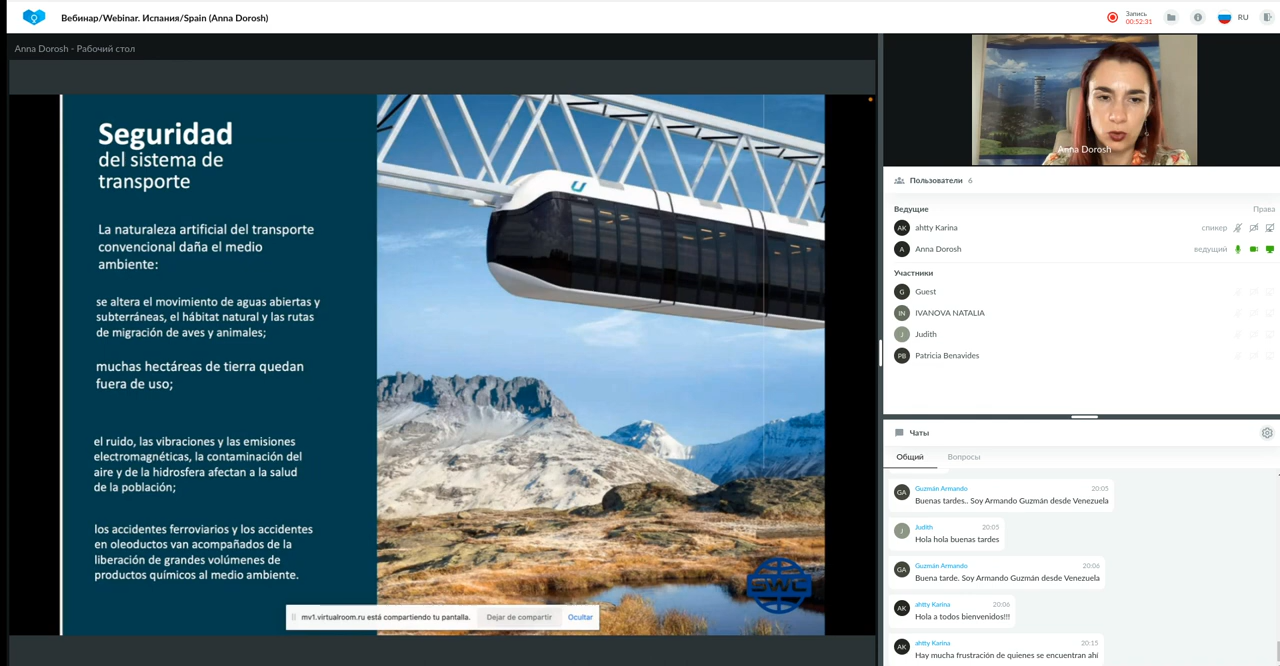 Вебинар/Webinar. Испания/Spain (Anna Dorosh)
Запись
00:52:31
RU
Anna Dorosh - Рабочий стол
Seguridad
del sistema de
transporte
La naturaleza artificial del transporte
convencional daña el medio
ambiente:
se altera el movimiento de aguas abiertas y
subterráneas, el hábitat natural y las rutas
de migración de aves y animales;
muchas hectáreas de tierra quedan
fuera de uso;
el ruido, las vibraciones y las emisiones
electromagnéticas, la contaminación del
aire y de la hidrosfera afectan a la salud
de la población;
los accidentes ferroviarios y los accidentes
en oleoductos van acompañados de la
liberación de grandes volúmenes de
productos químicos al medio ambiente.
SWC
mv1.virtualroom.ru está compartiendo tu pantalla.
Dejar de compartir
Ocultar
Anna Dorosh
Пользователи 6
Ведущие
Права
AK ahtty Karina спикер
A Anna Dorosh ведущий
Участники
G Guest
IN IVANOVA NATALIA
J Judith
PB Patricia Benavides
Чаты
Общий Вопросы
GA Guzmán Armando 20:05
Buenas tardes.. Soy Armando Guzmán desde Venezuela
J Judith 20:05
Hola hola buenas tardes
GA Guzmán Armando 20:06
Buena tarde. Soy Armando Guzmán desde Venezuela
AK ahtty Karina 20:06
Hola a todos bienvenidos!!!
AK ahtty Karina 20:15
Hay mucha frustración de quienes se encuentran ahí